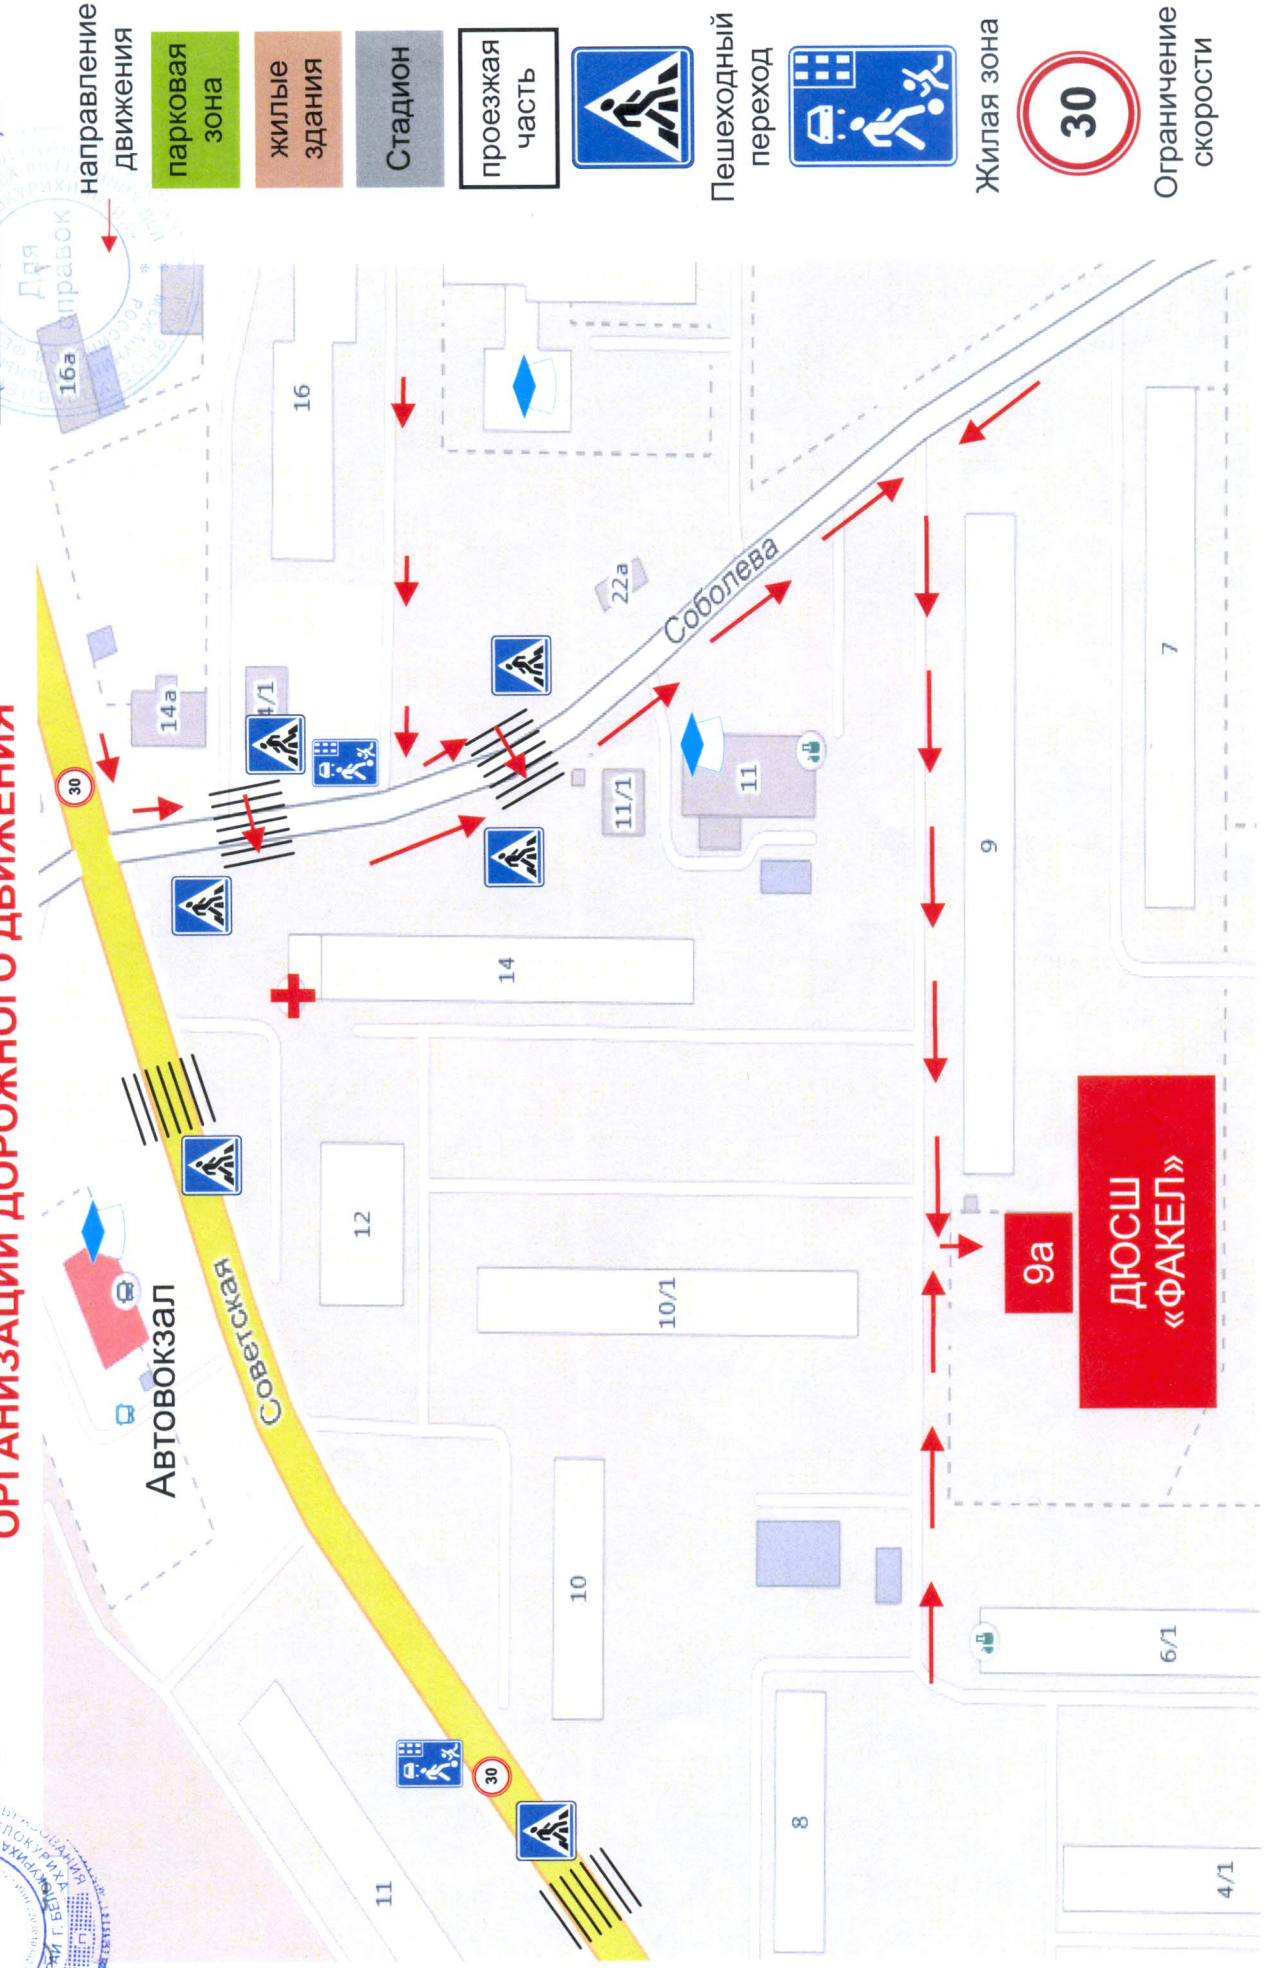 ОРГАНИЗАЦИИ ДОРОЖНОГО ДВИЖЕНИЯ
Автовокзал
Советская
Соболева
30
30
11
8
4/1
10
6/1
10/1
12
14
9а
ДЮСШ
«ФАКЕЛ»
9
7
11/1
11
22а
14а
4/1
16
16а
Для
справок
направление
движения
парковая
зона
жилые
здания
Стадион
проезжая
часть
Пешеходный
переход
Жилая зона
30
Ограничение
скорости